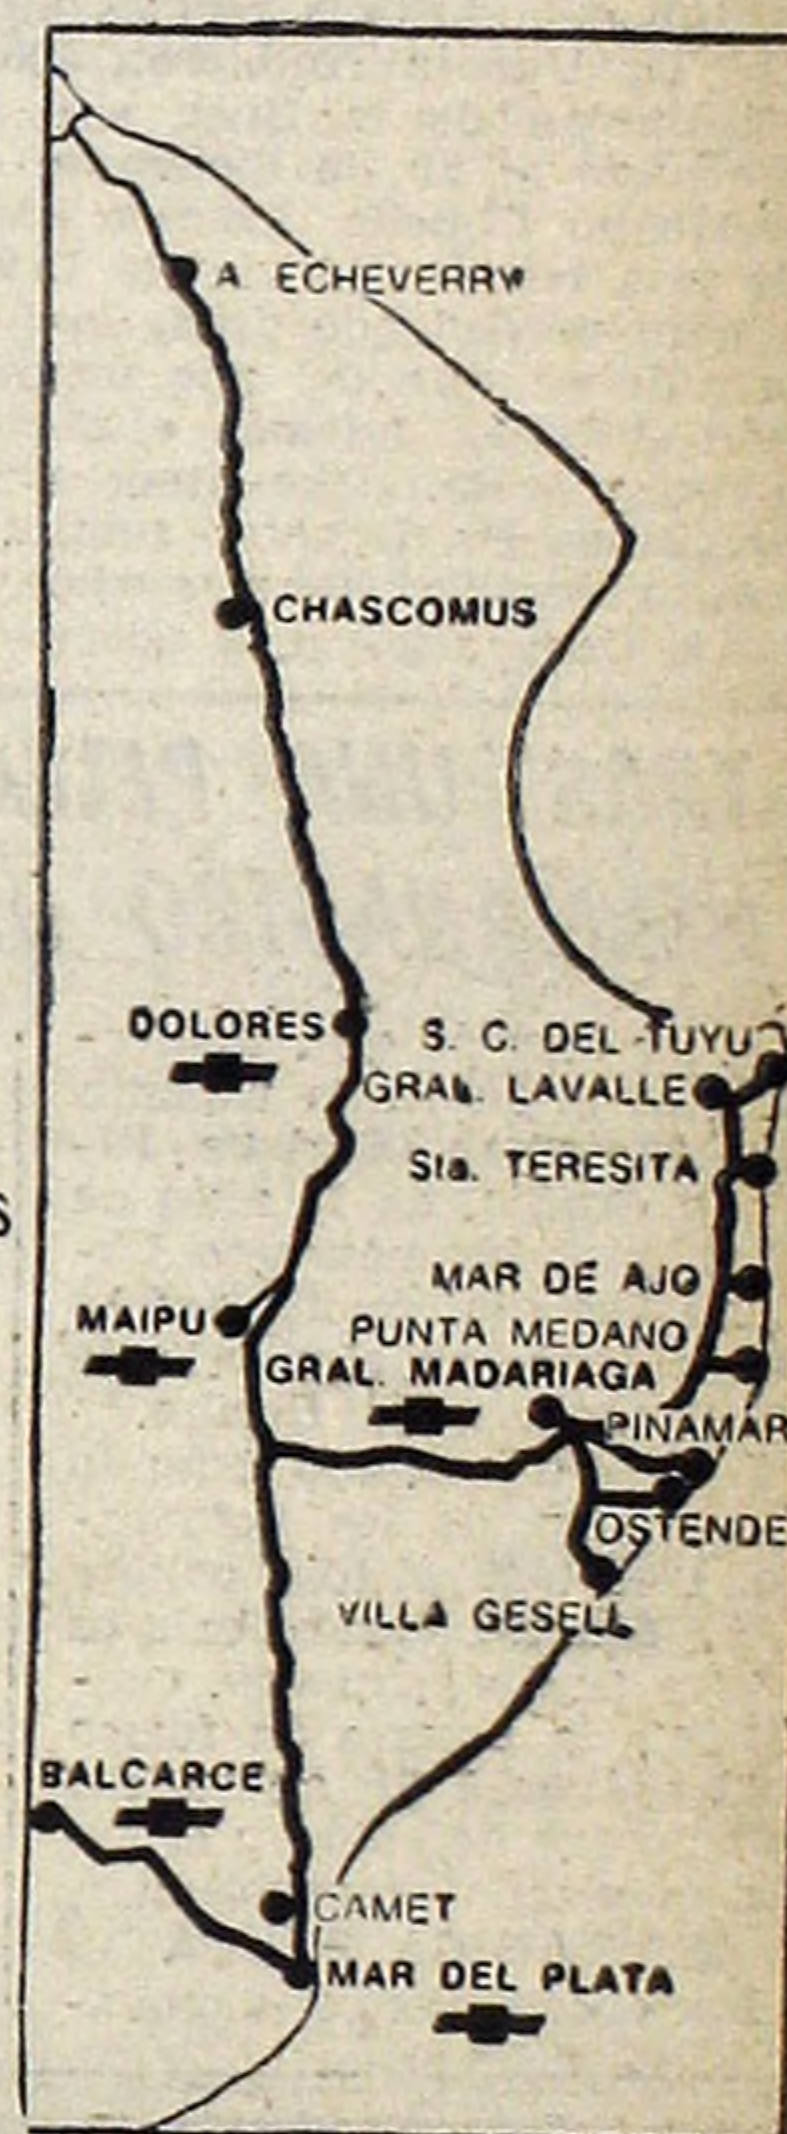 A ECHEVERRY
CHASCOMUS
DOLORES
S. C. DEL TUYU
GRAL. LAVALLE
Sta. TERESITA
S
MAR DE AJO
MAIPU
PUNTA MEDANO
GRAL. MADARIAGA
PINAMAR
OSTENDE
VILLA GESELL
BALCARCE
CAMET
MAR DEL PLATA